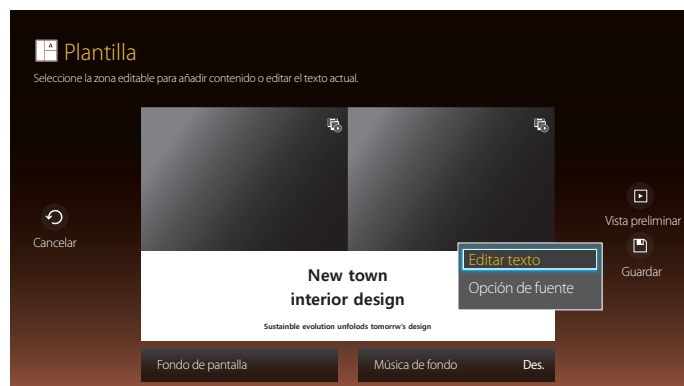 Plantilla
Seleccione la zona editable para añadir contenido o editar el texto actual.
Cancelar
Vista preliminar
Guardar
Editar texto
Opción de fuente
New town
interior design
Sustainble evolution unfolods tomorrw's design
Fondo de pantalla
Música de fondo Des.